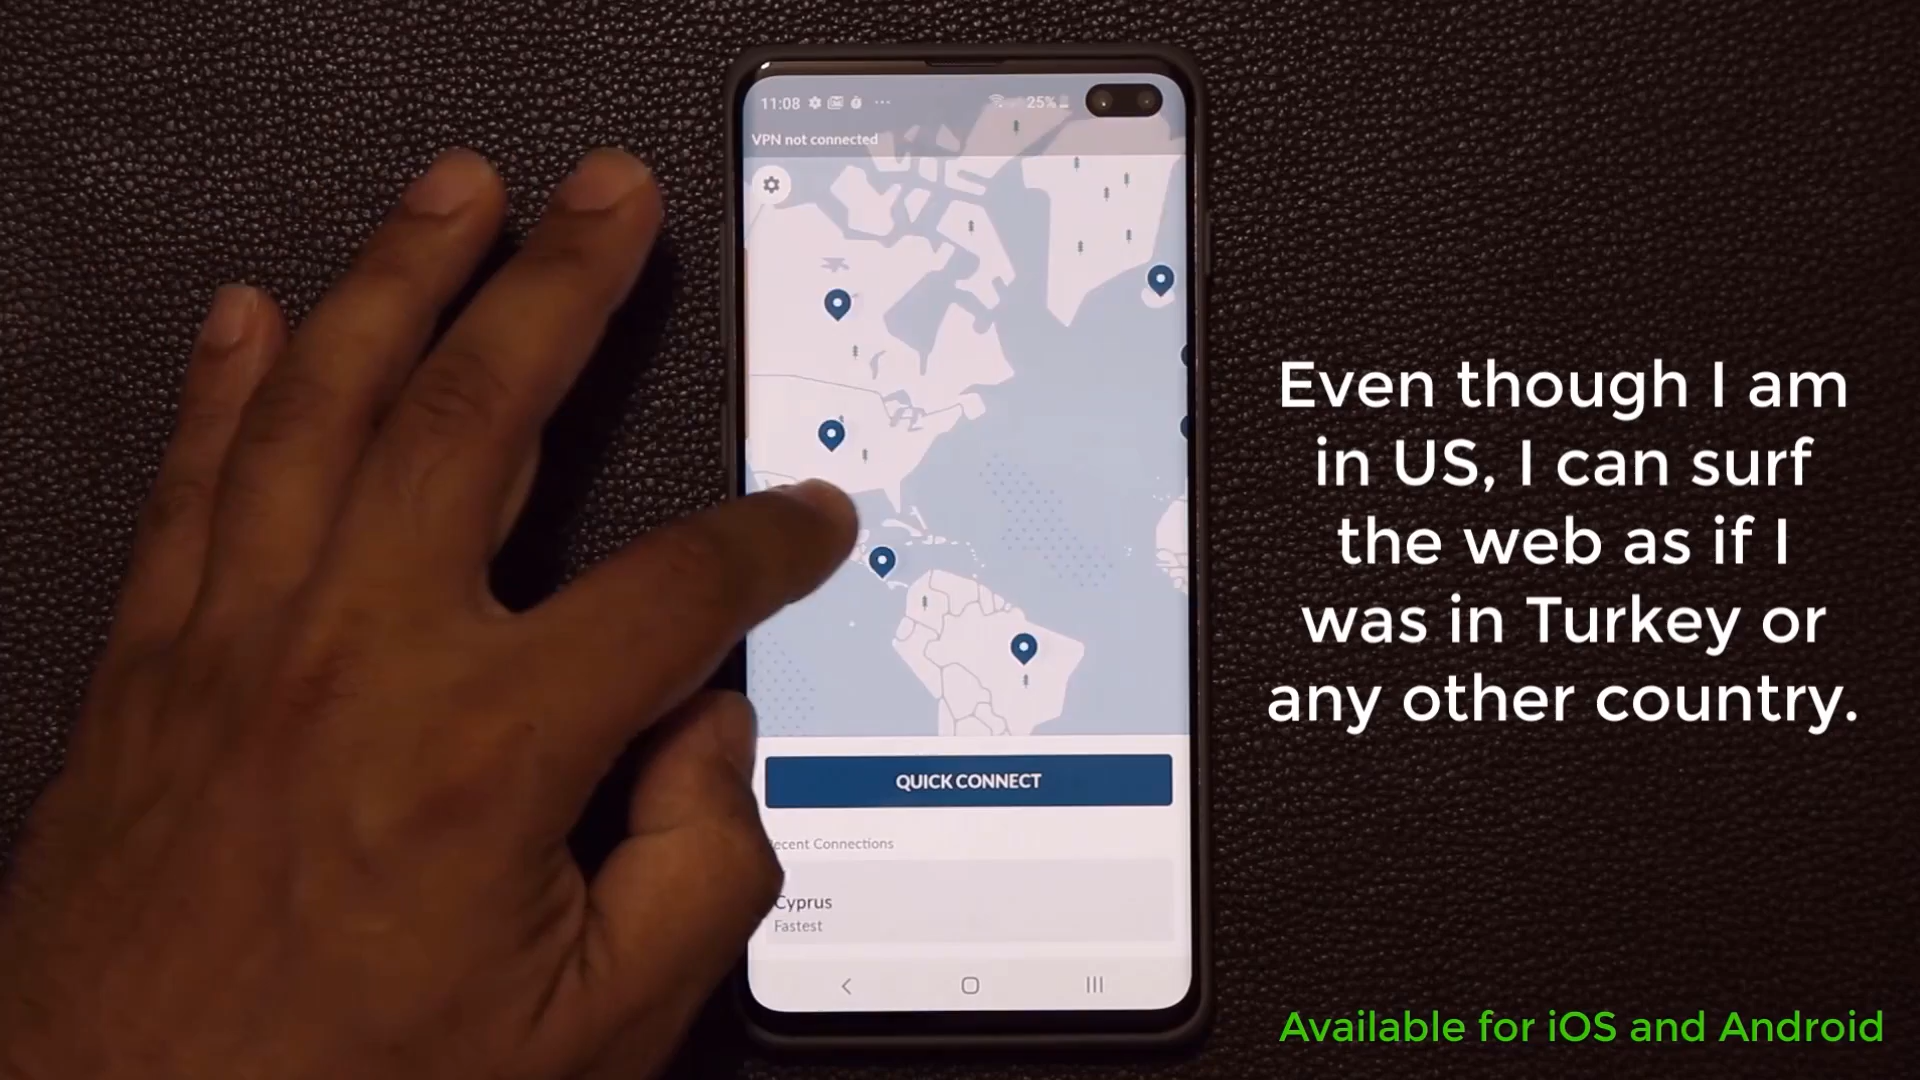 11:08
25%
VPN not connected
Even though I am
in US, I can surf
the web as if I
was in Turkey or
any other country.
QUICK CONNECT
ecent Connections
Cyprus
Fastest
Available for iOS and Android